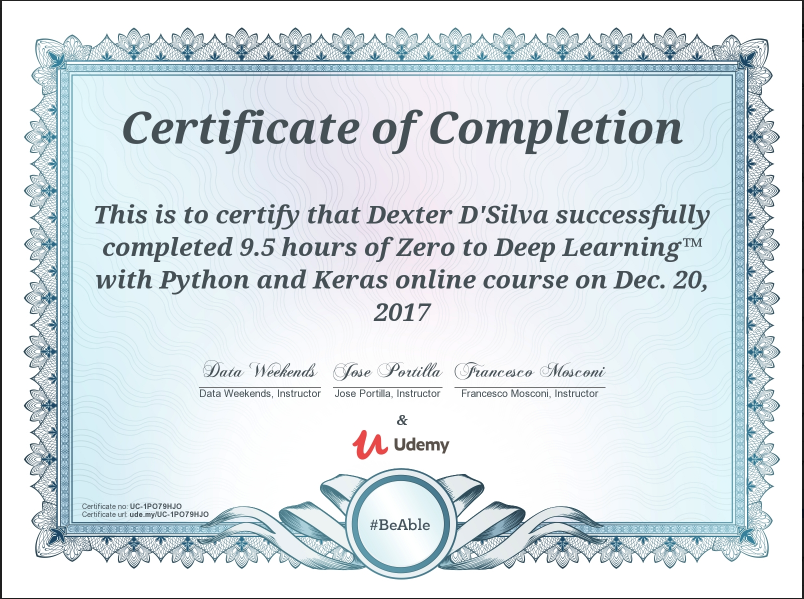 Certificate of Completion
This is to certify that Dexter D'Silva successfully
completed 9.5 hours of Zero to Deep Learning™
with Python and Keras online course on Dec. 20,
2017
Data Weekends Jose Portilla Francesco Mosconi
Data Weekends, Instructor Jose Portilla, Instructor Francesco Mosconi, Instructor
&
Udemy
Certificate no: UC-1PO79HJO
Certificate url: ude.my/UC-1PO79HJO
#BeAble